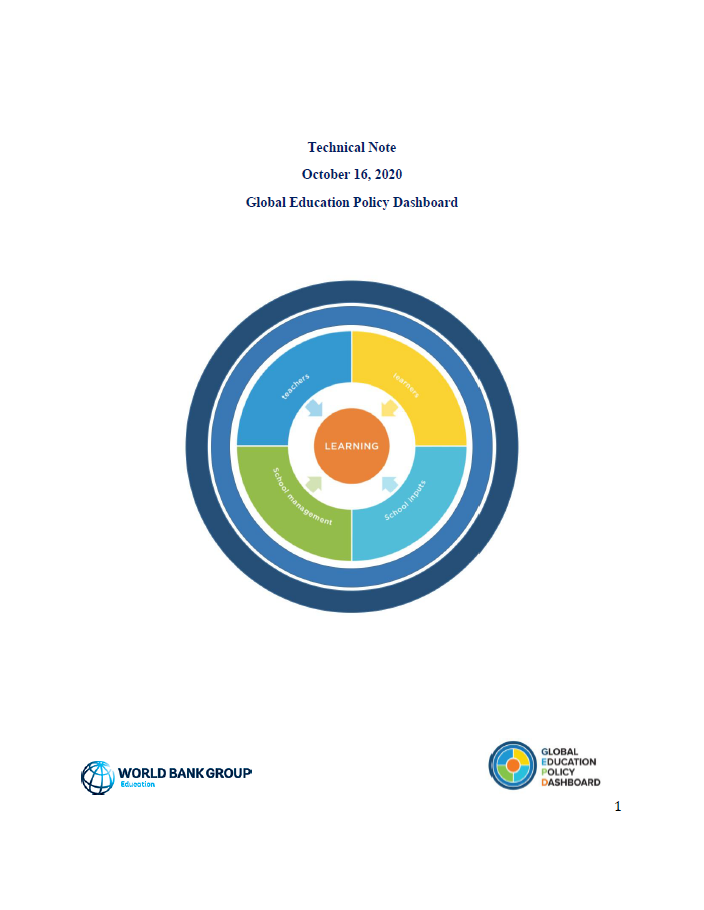 Technical Note
October 16, 2020
Global Education Policy Dashboard
teachers
learners
LEARNING
School management
School inputs
WORLD BANK GROUP
Education
GLOBAL
EDUCATION
POLICY
DASHBOARD
1